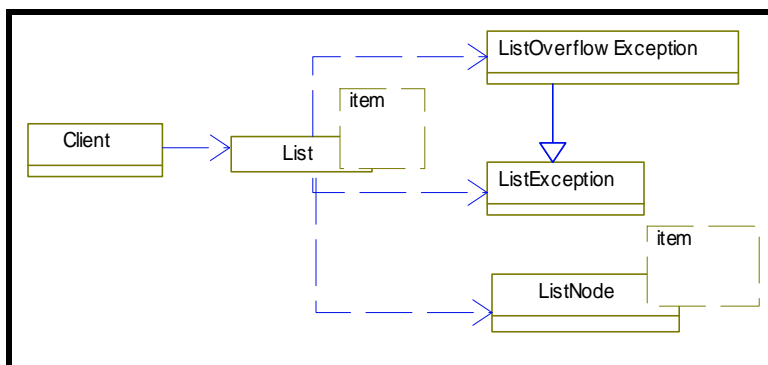 ListOverflow Exception
item
Client
List
ListException
item
ListNode